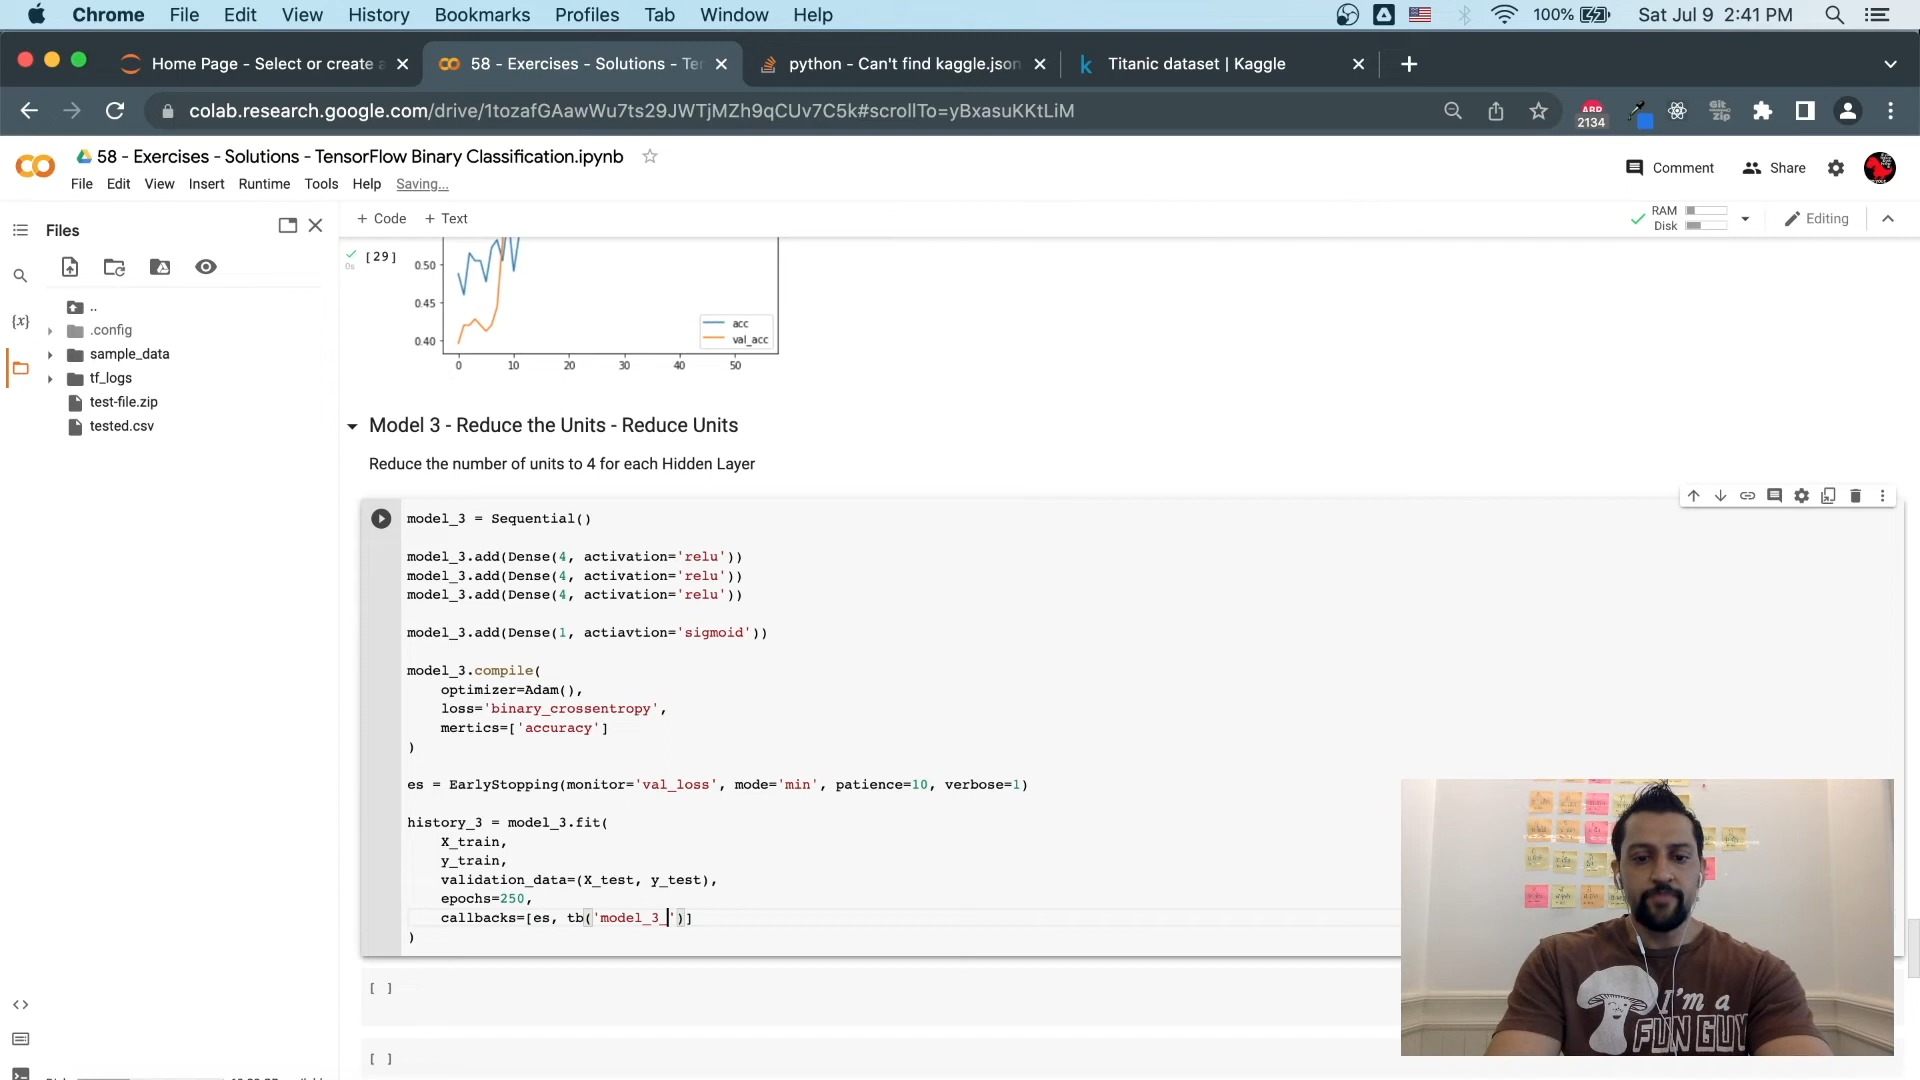 Chrome File Edit View History Bookmarks Profiles Tab Window Help 100% Sat Jul 9 2:41 PM
Home Page - Select or create a
58 - Exercises - Solutions - Te
python - Can't find kaggle.json
Titanic dataset | Kaggle
colab.research.google.com/drive/1tozafGAawWu7ts29JWTjMZh9qCUv7C5k#scrollTo=yBxasuKKtLiM
ABP
2134
Git
Zip
58 - Exercises - Solutions - TensorFlow Binary Classification.ipynb
Comment Share
File Edit View Insert Runtime Tools Help Saving...
Files
+ Code + Text
RAM
Disk
Editing
..
.config
sample_data
tf_logs
test-file.zip
tested.csv
{x}
[29]
0s
0.50
0.45
0.40
0 10 20 30 40 50
acc
val_acc
Model 3 - Reduce the Units - Reduce Units
Reduce the number of units to 4 for each Hidden Layer
model_3 = Sequential()
model_3.add(Dense(4, activation='relu'))
model_3.add(Dense(4, activation='relu'))
model_3.add(Dense(4, activation='relu'))
model_3.add(Dense(1, actiavtion='sigmoid'))
model_3.compile(
optimizer=Adam(),
loss='binary_crossentropy',
mertics=['accuracy']
)
es = EarlyStopping(monitor='val_loss', mode='min', patience=10, verbose=1)
history_3 = model_3.fit(
X_train,
y_train,
validation_data=(X_test, y_test),
epochs=250,
callbacks=[es, tb('model_3_')]
)
[ ]
[ ]
I'm a
FUN GUY